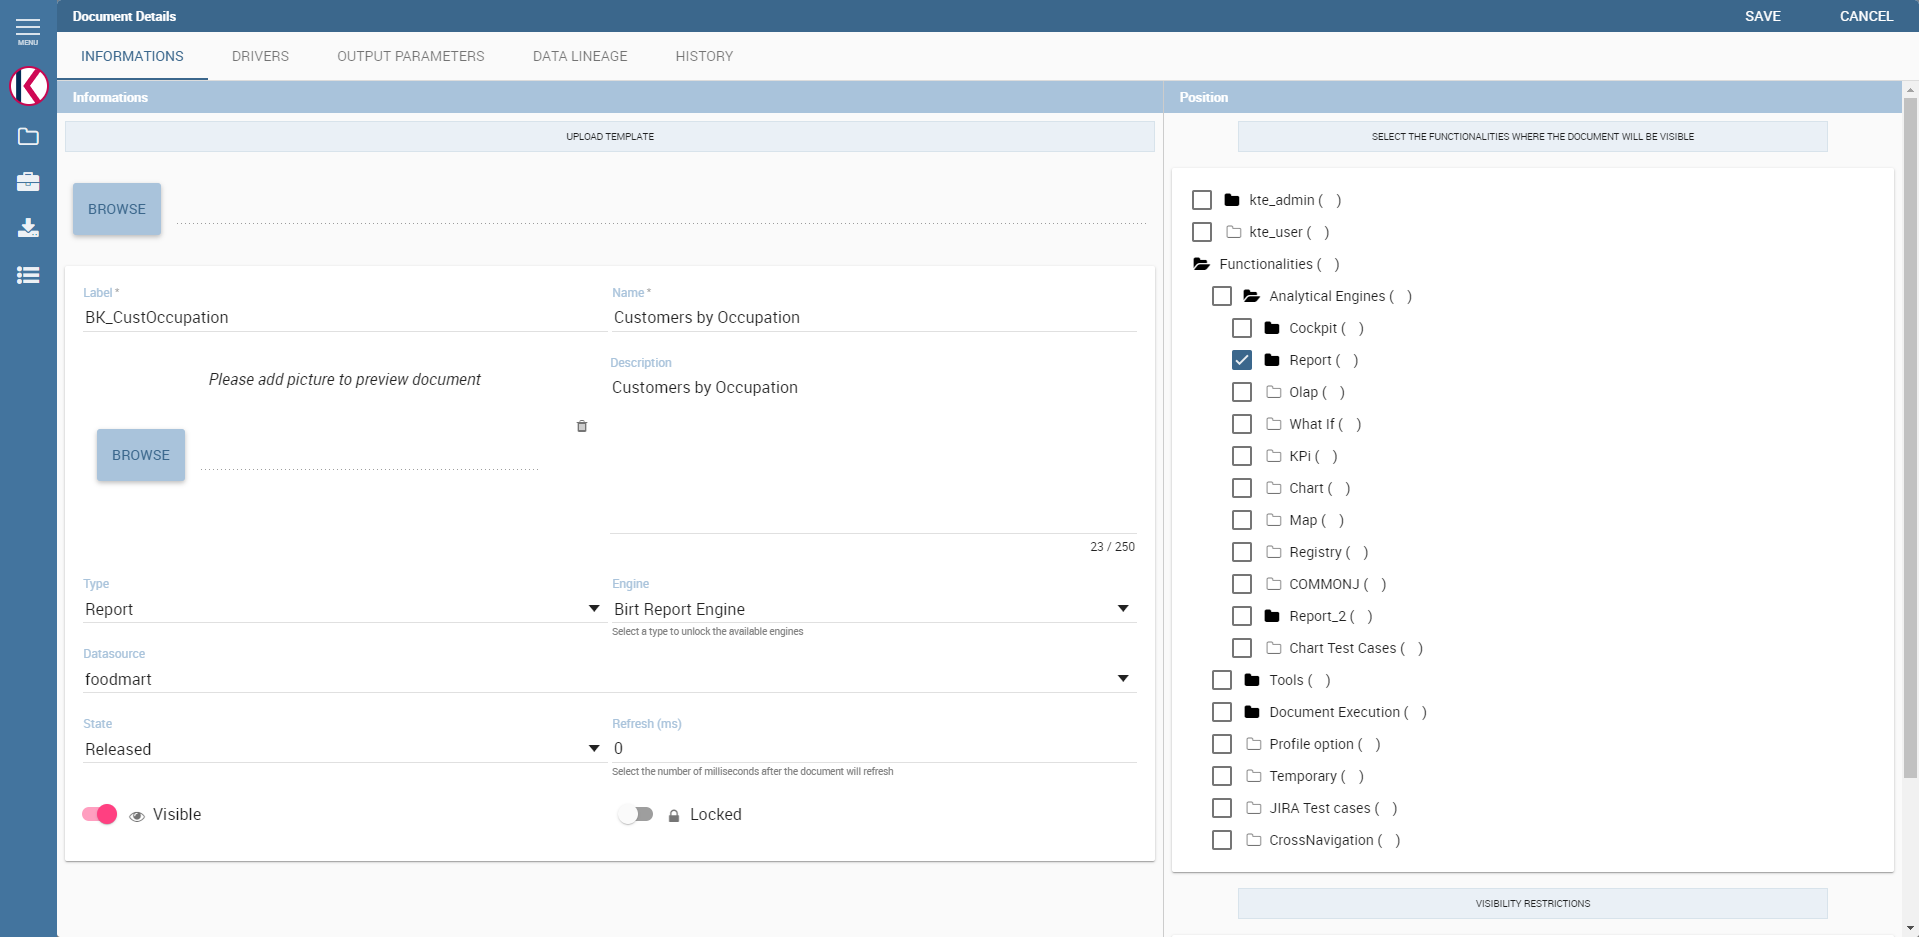 Document Details
SAVE
CANCEL
MENU
INFORMATIONS
DRIVERS
OUTPUT PARAMETERS
DATA LINEAGE
HISTORY
Informations
UPLOAD TEMPLATE
BROWSE
Label *
BK_CustOccupation
Name *
Customers by Occupation
Please add picture to preview document
BROWSE
Description
Customers by Occupation
23 / 250
Type
Report
Engine
Birt Report Engine
Select a type to unlock the available engines
Datasource
foodmart
State
Released
Refresh (ms)
0
Select the number of milliseconds after the document will refresh
Visible
Locked
Position
SELECT THE FUNCTIONALITIES WHERE THE DOCUMENT WILL BE VISIBLE
kte_admin (   )
kte_user (   )
Functionalities (   )
Analytical Engines (   )
Cockpit (   )
Report (   )
Olap (   )
What If (   )
KPi (   )
Chart (   )
Map (   )
Registry (   )
COMMONJ (   )
Report_2 (   )
Chart Test Cases (   )
Tools (   )
Document Execution (   )
Profile option (   )
Temporary (   )
JIRA Test cases (   )
CrossNavigation (   )
VISIBILITY RESTRICTIONS